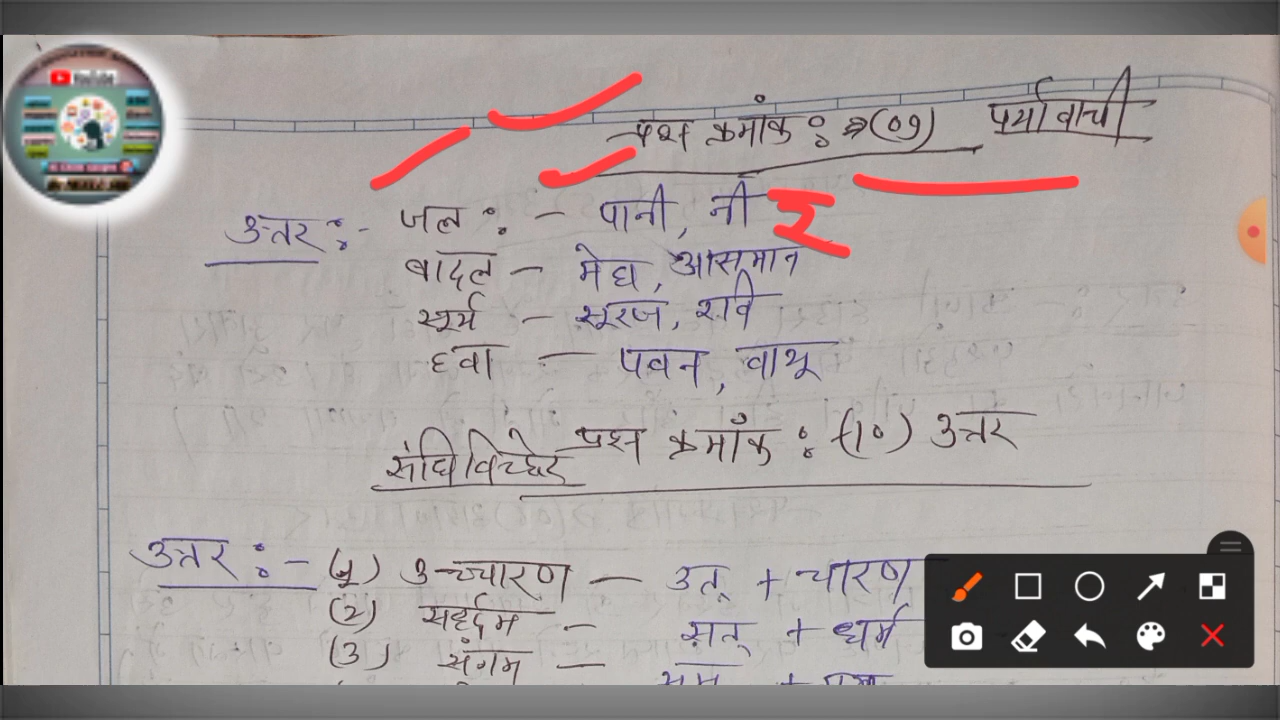 YouTube
प्रश्न क्रमांक :→(09) पर्यावाची
उत्तर :- जल :- पानी, नीर
बादल - मेघ, आसमान
सूर्य - सूरज, रवि
हवा - पवन, वायू
प्रश्न क्रमांक :-(10) उत्तर
संधि विच्छेद
उत्तर :- (1) उच्चारण - उत् + चारण
(2) सद्धर्म - सत् + धर्म
(3) संगम -